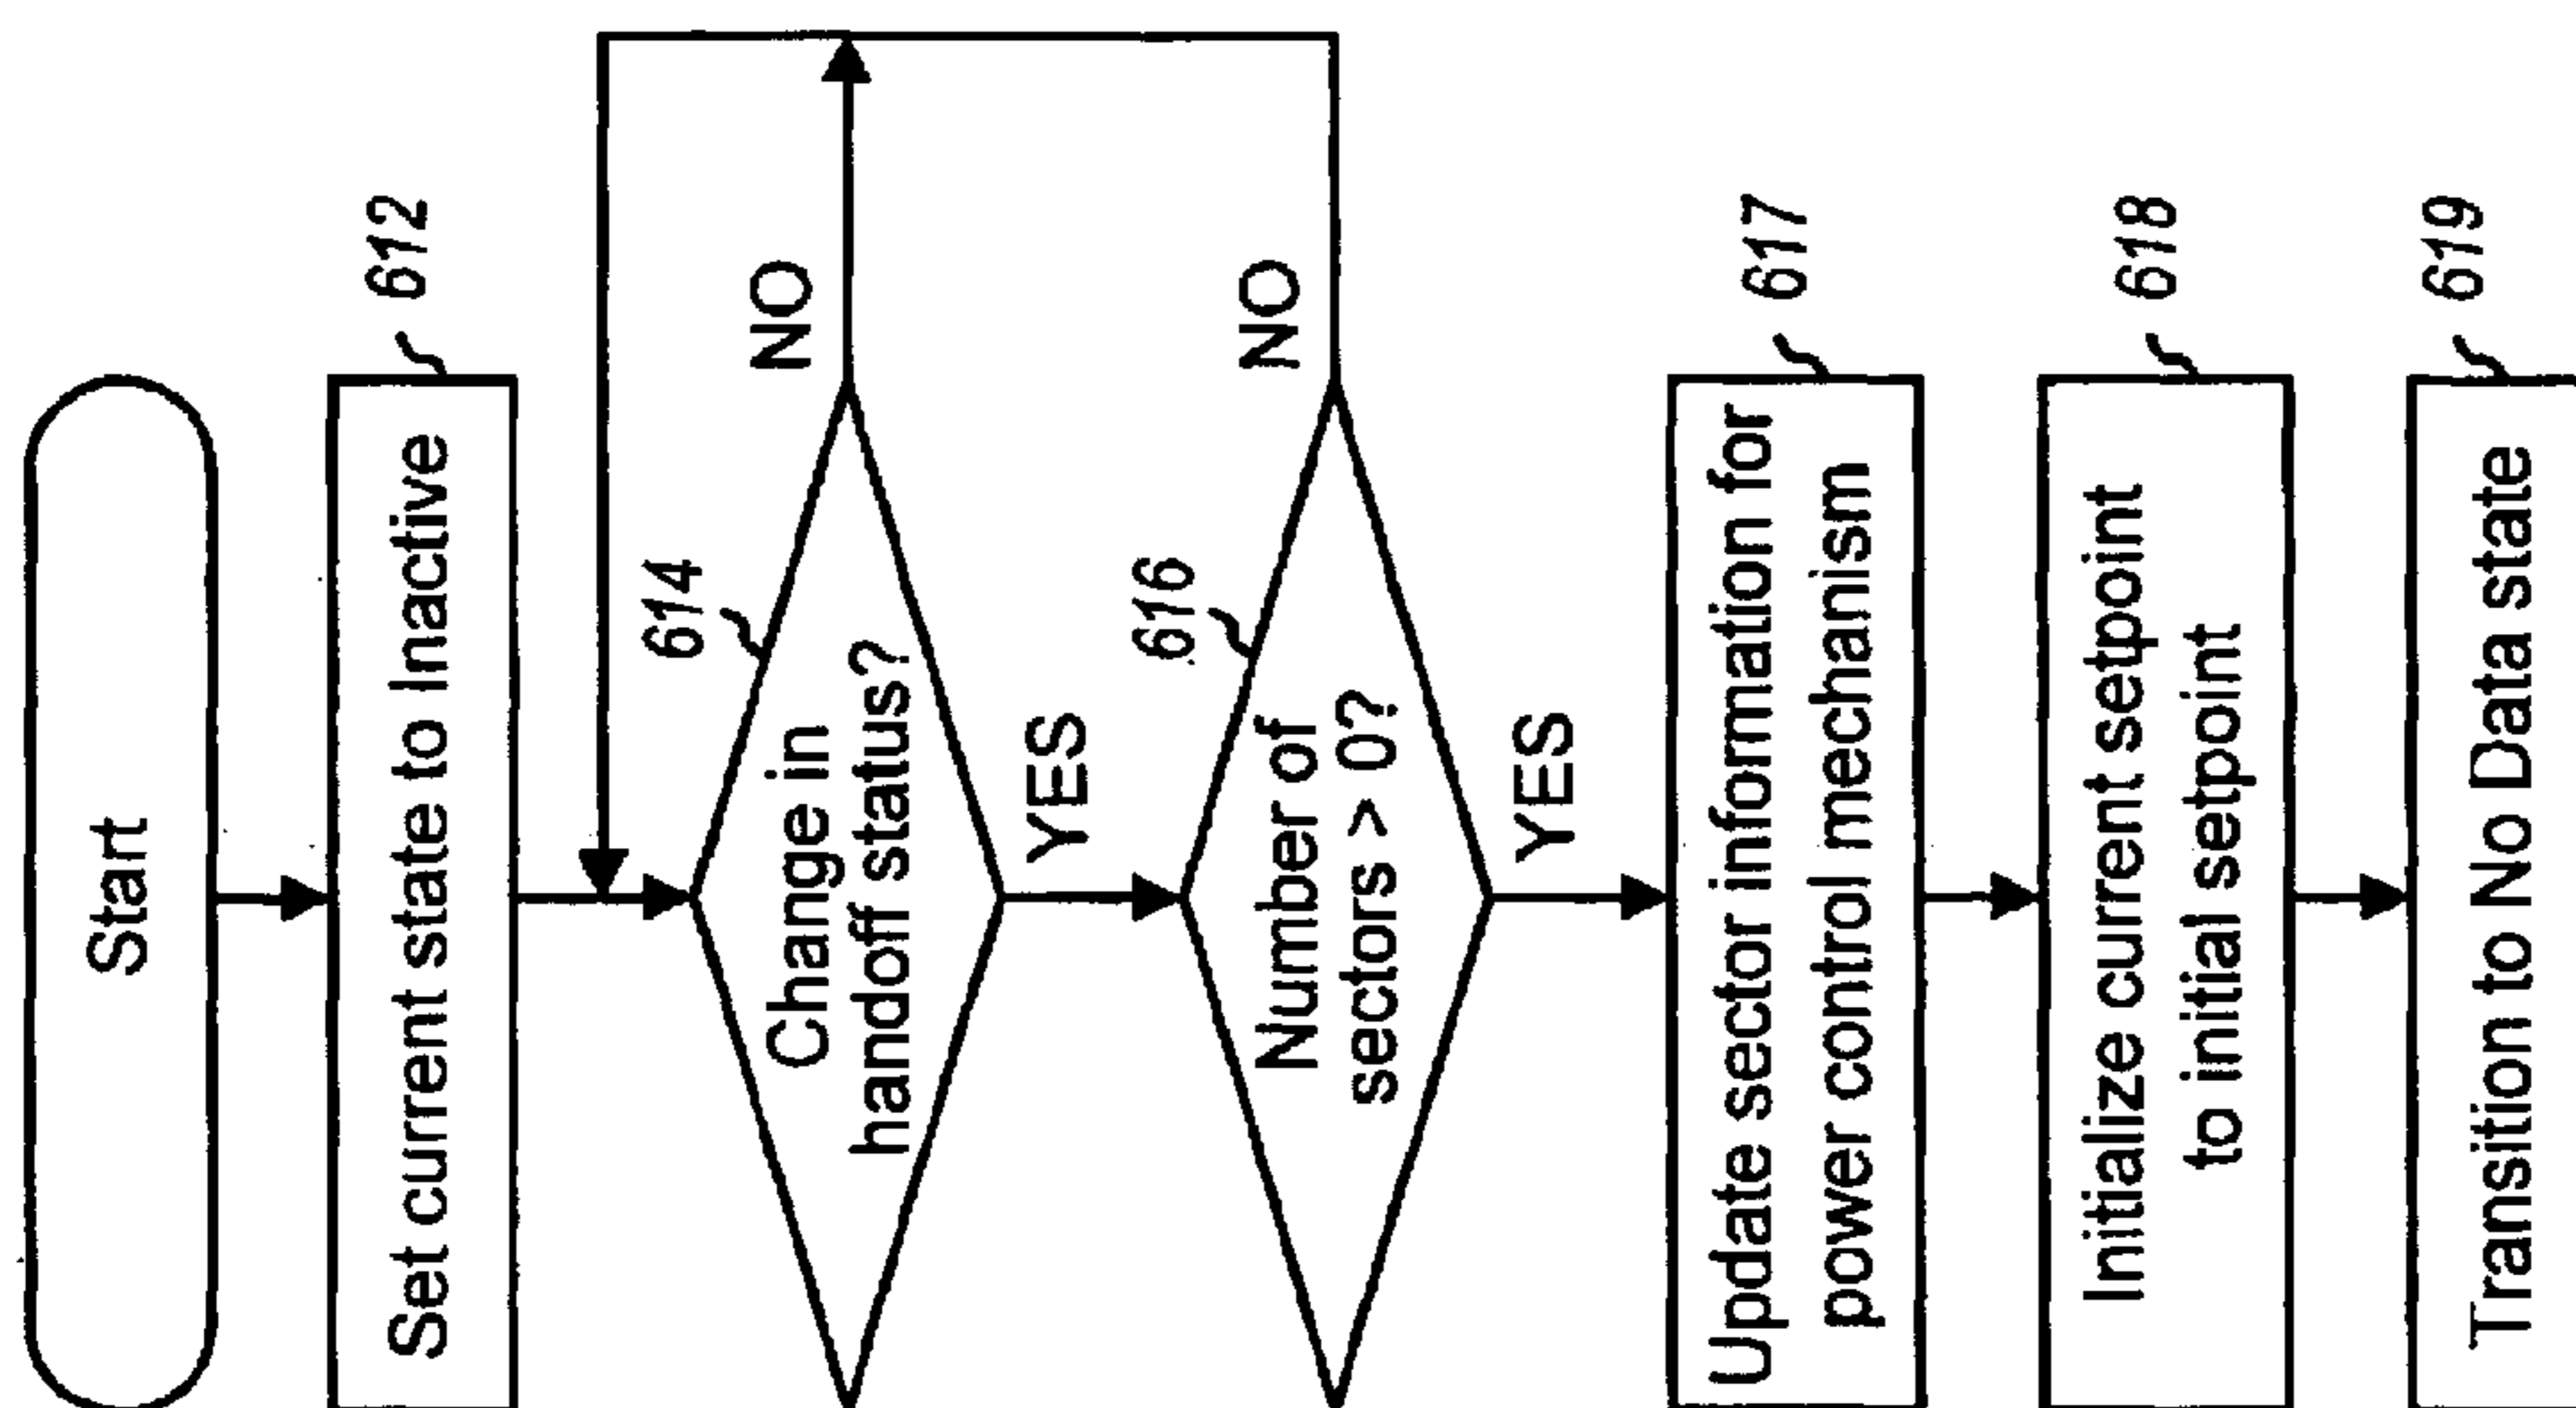 Start
Set current state to Inactive
612
Change in
handoff status?
614
NO
YES
Number of
sectors > 0?
616
NO
YES
Update sector information for
power control mechanism
617
Initialize current setpoint
to initial setpoint
618
Transition to No Data state
619